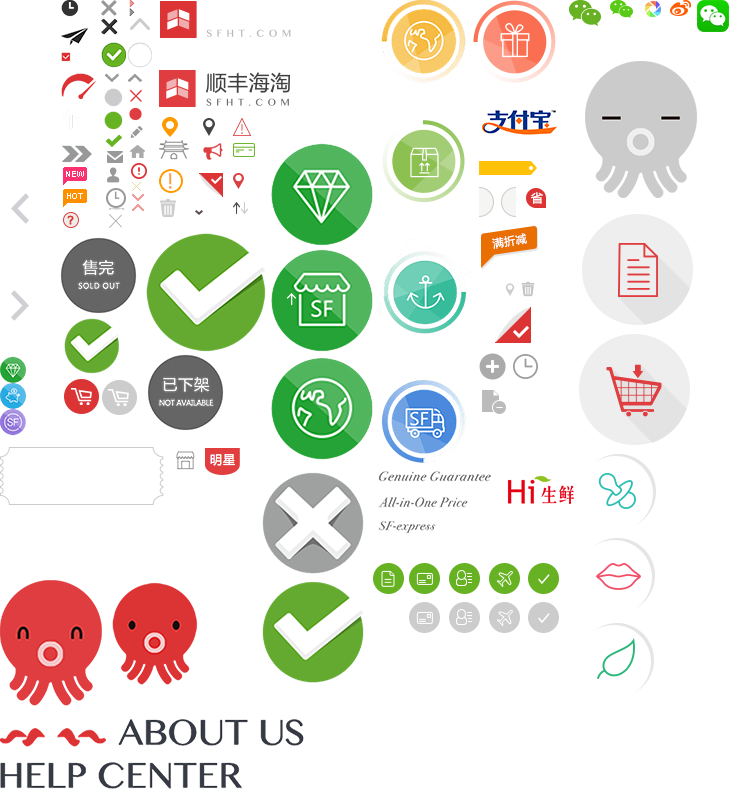 SFHT.COM
顺丰海淘
SFHT.COM
支付宝
NEW
HOT
省
满折减
售完
SOLD OUT
SF
已下架
NOT AVAILABLE
SF
SF
明星
Genuine Guarantee
All-in-One Price
SF-express
Hi生鲜
ABOUT US
HELP CENTER